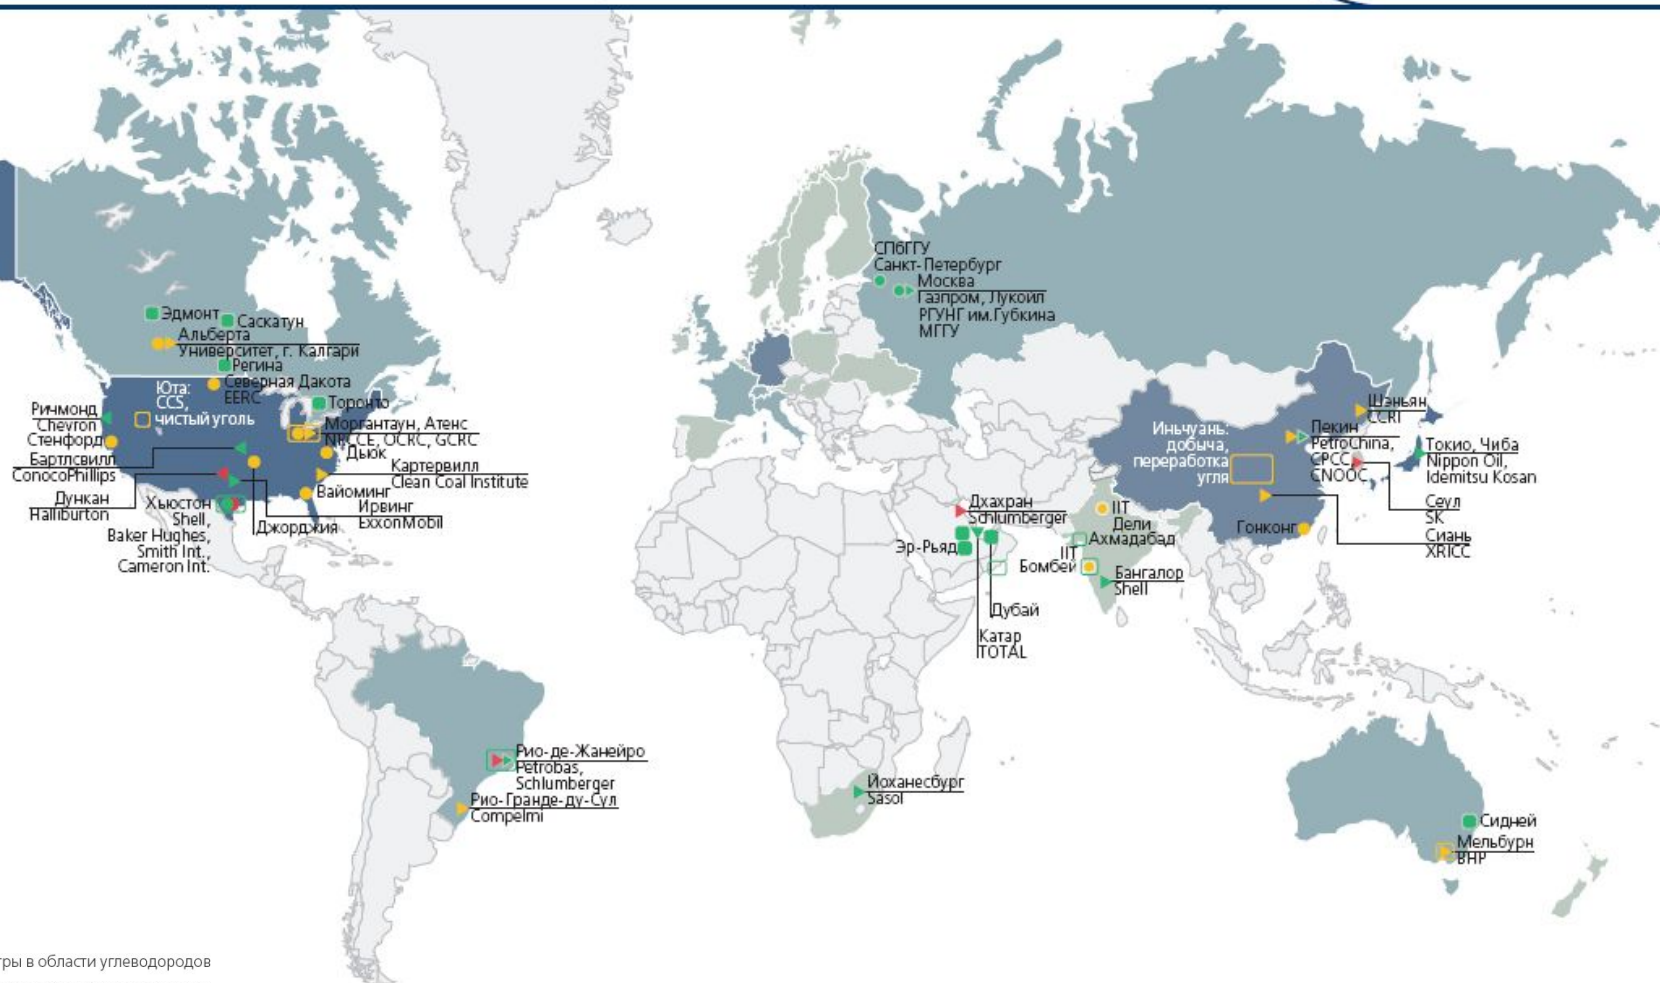 Эдмонт
Саскатун
Альберта
Университет, г. Калгари
Регина
Северная Дакота
EERC
Торонто
Юта:
CCS,
чистый уголь
Ричмонд
Chevron
Стенфорд
Бартлсвилл
ConocoPhillips
Дункан
Halliburton
Моргантаун, Атенс
NRCCE, OCRC, GCRC
Дьюк
Картервилл
Clean Coal Institute
Вайоминг
Ирвинг
ExxonMobil
Джорджия
Хьюстон
Shell,
Baker Hughes,
Smith Int.,
Cameron Int.
Рио-де-Жанейро
Petrobas,
Schlumberger
Рио-Гранде-ду-Сул
Compelmi
СПбГГУ
Санкт-Петербург
Москва
Газпром, Лукойл
РГУНГ им.Губкина
МГГУ
Дхахран
Schlumberger
Эр-Рьяд
Дубай
Катар
TOTAL
IIT
Дели
Ахмадабад
IIT
Бомбей
Бангалор
Shell
Йоханесбург
Sasol
Иньчуань:
добыча,
переработка
угля
Шэньян
CCRI
Пекин
PetroChina,
CPCC,
CNOOC
Токио, Чиба
Nippon Oil,
Idemitsu Kosan
Сеул
SK
Сиань
XRICC
Гонконг
Сидней
Мельбурн
BHP
тры в области углеводородов